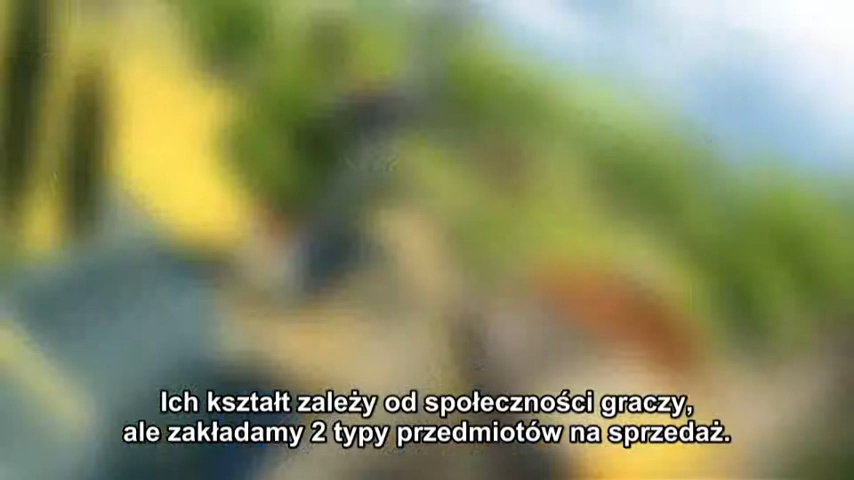 Ich kształt zależy od społeczności graczy,
ale zakładamy 2 typy przedmiotów na sprzedaż.